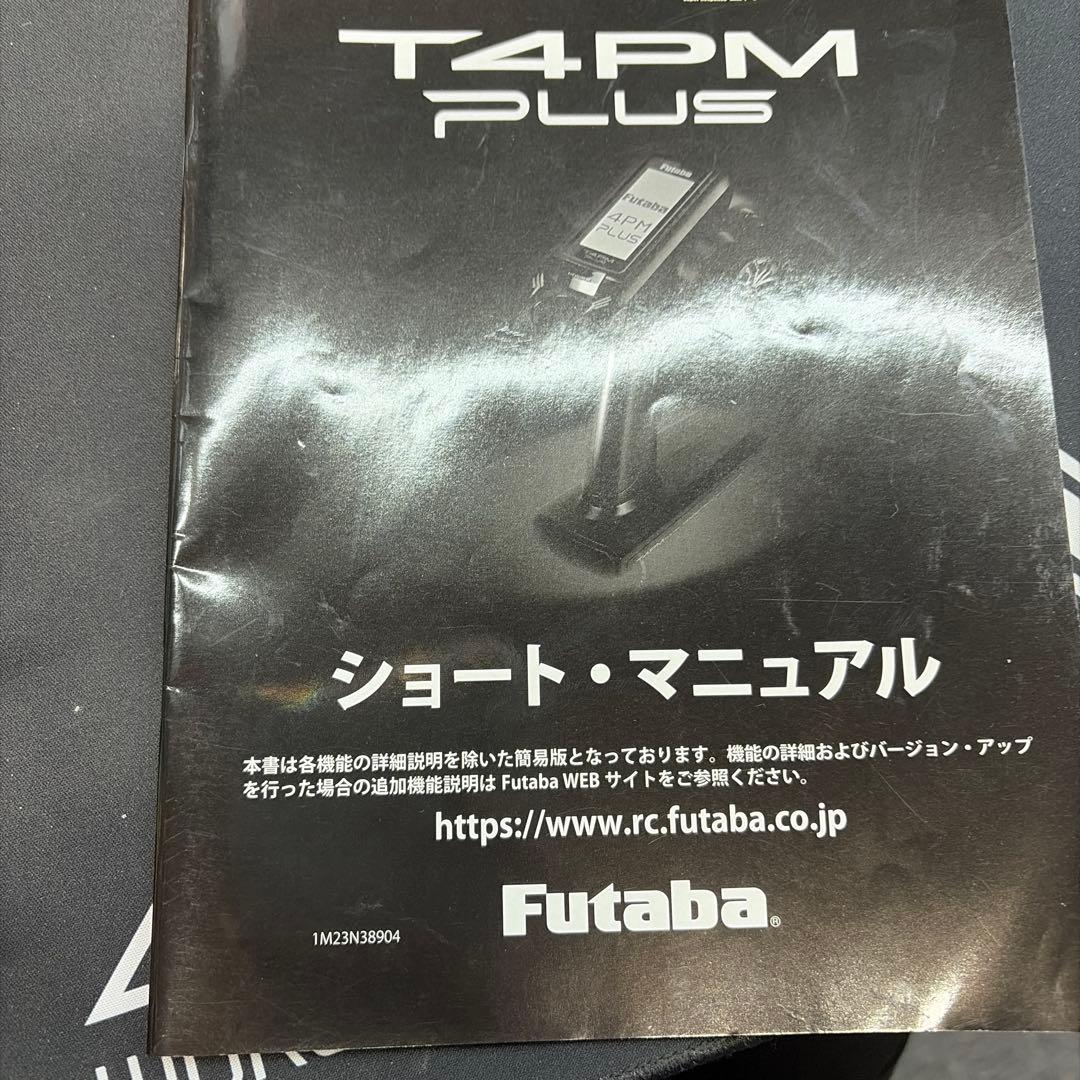 T4PM
PLUS
Futaba
Futaba
4PM
PLUS
T4PM
ショート・マニュアル
本書は各機能の詳細説明を除いた簡易版となっております。機能の詳細およびバージョン・アップ
を行った場合の追加機能説明は Futaba WEB サイトをご参照ください。
https://www.rc.futaba.co.jp
Futaba®
1M23N38904